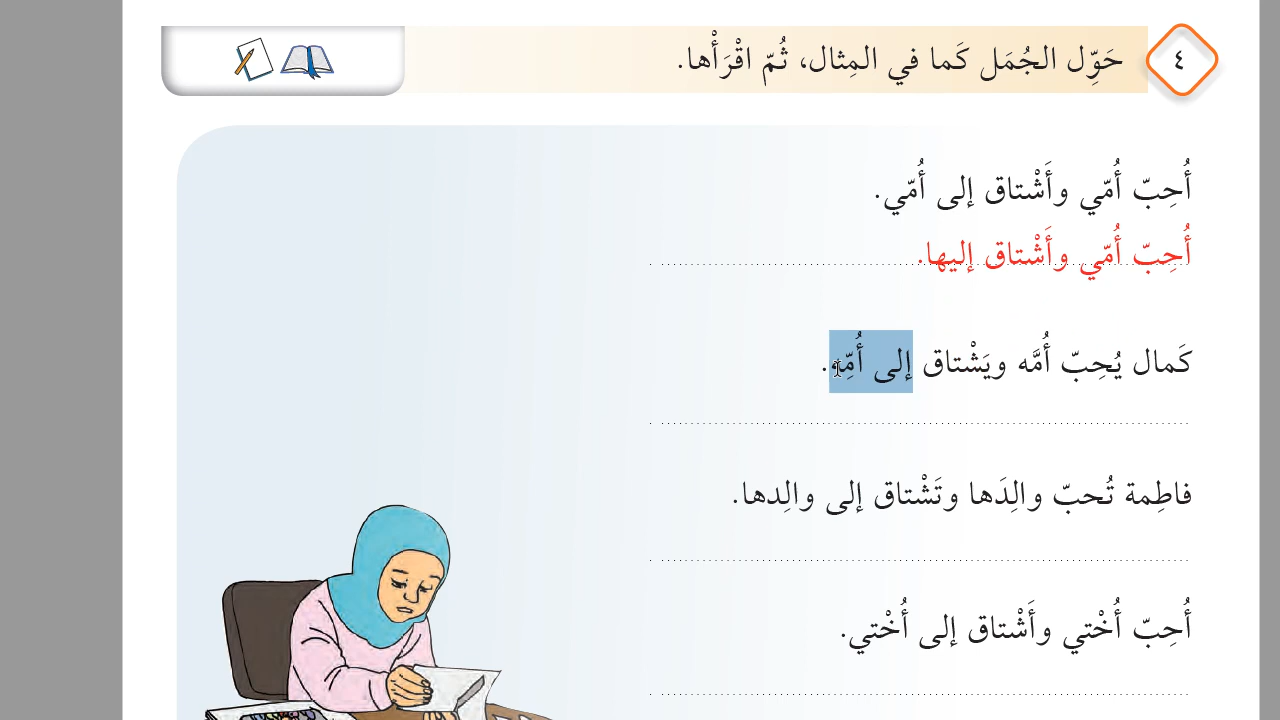 ٤
حَوِّل الجُمَل كَما في المِثال، ثُمّ اقْرَأْها.
أُحِبّ أُمّي وأَشْتاق إلى أُمّي.
أُحِبّ أُمّي وأَشْتاق إليها.
كَمال يُحِبّ أُمَّه ويَشْتاق إلى أُمِّه.
فاطِمة تُحبّ والِدَها وتَشْتاق إلى والِدها.
أُحِبّ أُخْتي وأَشْتاق إلى أُخْتي.